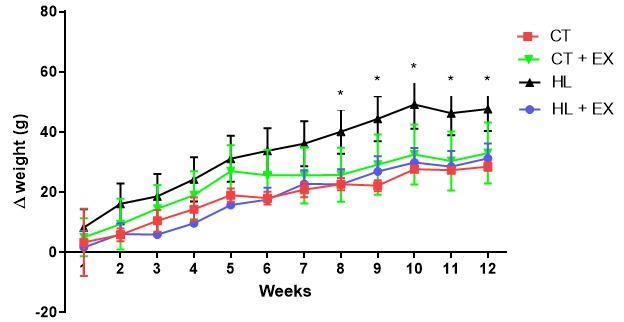 80
60
40
20
0
-20
Δ weight (g)
* * * * *
1 2 3 4 5 6 7 8 9 10 11 12
Weeks
CT
CT + EX
HL
HL + EX